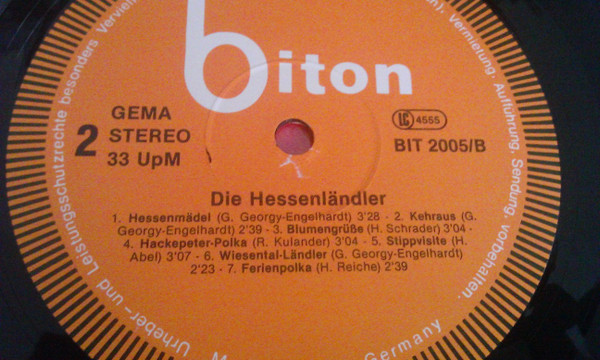 biton
GEMA
STEREO
33 UpM
2
LC 4555
BIT 2005/B
Die Hessenländler
1. Hessenmädel (G. Georgy-Engelhardt) 3'28 - 2. Kehraus (G.
Georgy-Engelhardt) 2'39 - 3. Blumengrüße (H. Schrader) 3'04 -
4. Hackepeter-Polka (R. Kulander) 3'04 - 5. Stippvisite (H.
Abel) 3'07 - 6. Wiesental-Ländler (G. Georgy-Engelhardt)
2'23 - 7. Ferienpolka (H. Reiche) 2'39
Urheber- und Leistungsschutzrechte besonders
Vermietung, Aufführung, Sendung, vorbehalten.
Germany